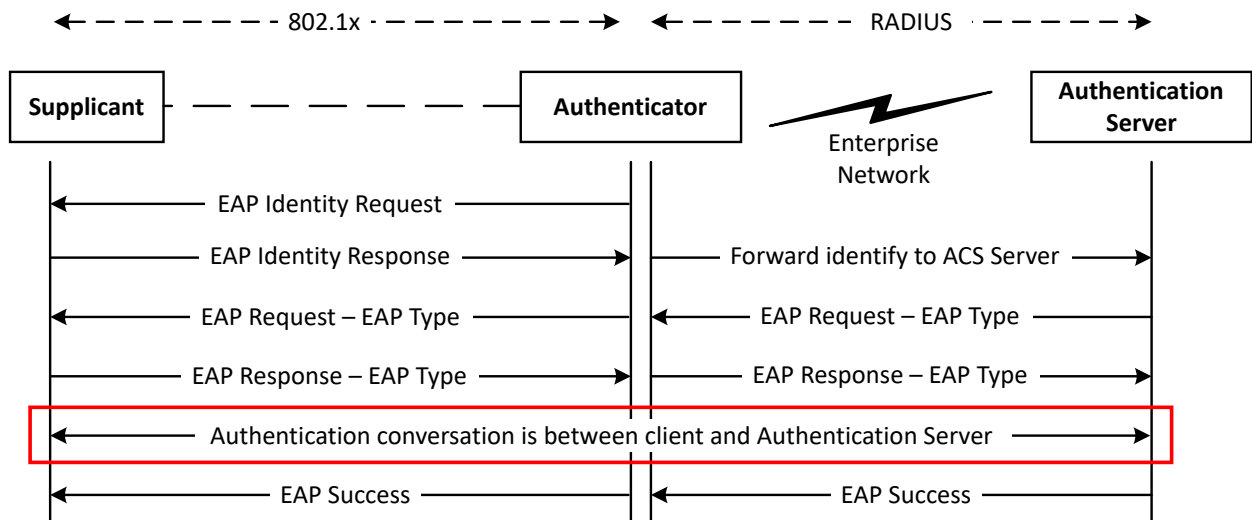 802.1x
RADIUS
Supplicant
Authenticator
Authentication
Server
Enterprise
Network
EAP Identity Request
EAP Identity Response
Forward identify to ACS Server
EAP Request – EAP Type
EAP Request – EAP Type
EAP Response – EAP Type
EAP Response – EAP Type
Authentication conversation is between client and Authentication Server
EAP Success
EAP Success